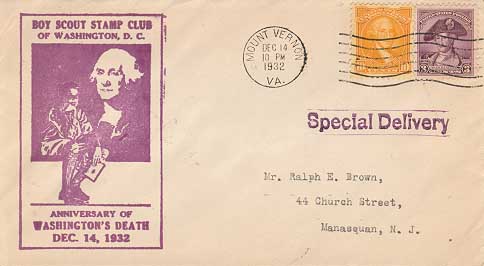 BOY SCOUT STAMP CLUB
OF WASHINGTON, D. C.
ANNIVERSARY OF
WASHINGTON'S DEATH
DEC. 14, 1932
MOUNT VERNON
DEC 14
10 PM
1932
VA.
Special Delivery
Mr. Ralph E. Brown,
44 Church Street,
Manasquan, N. J.